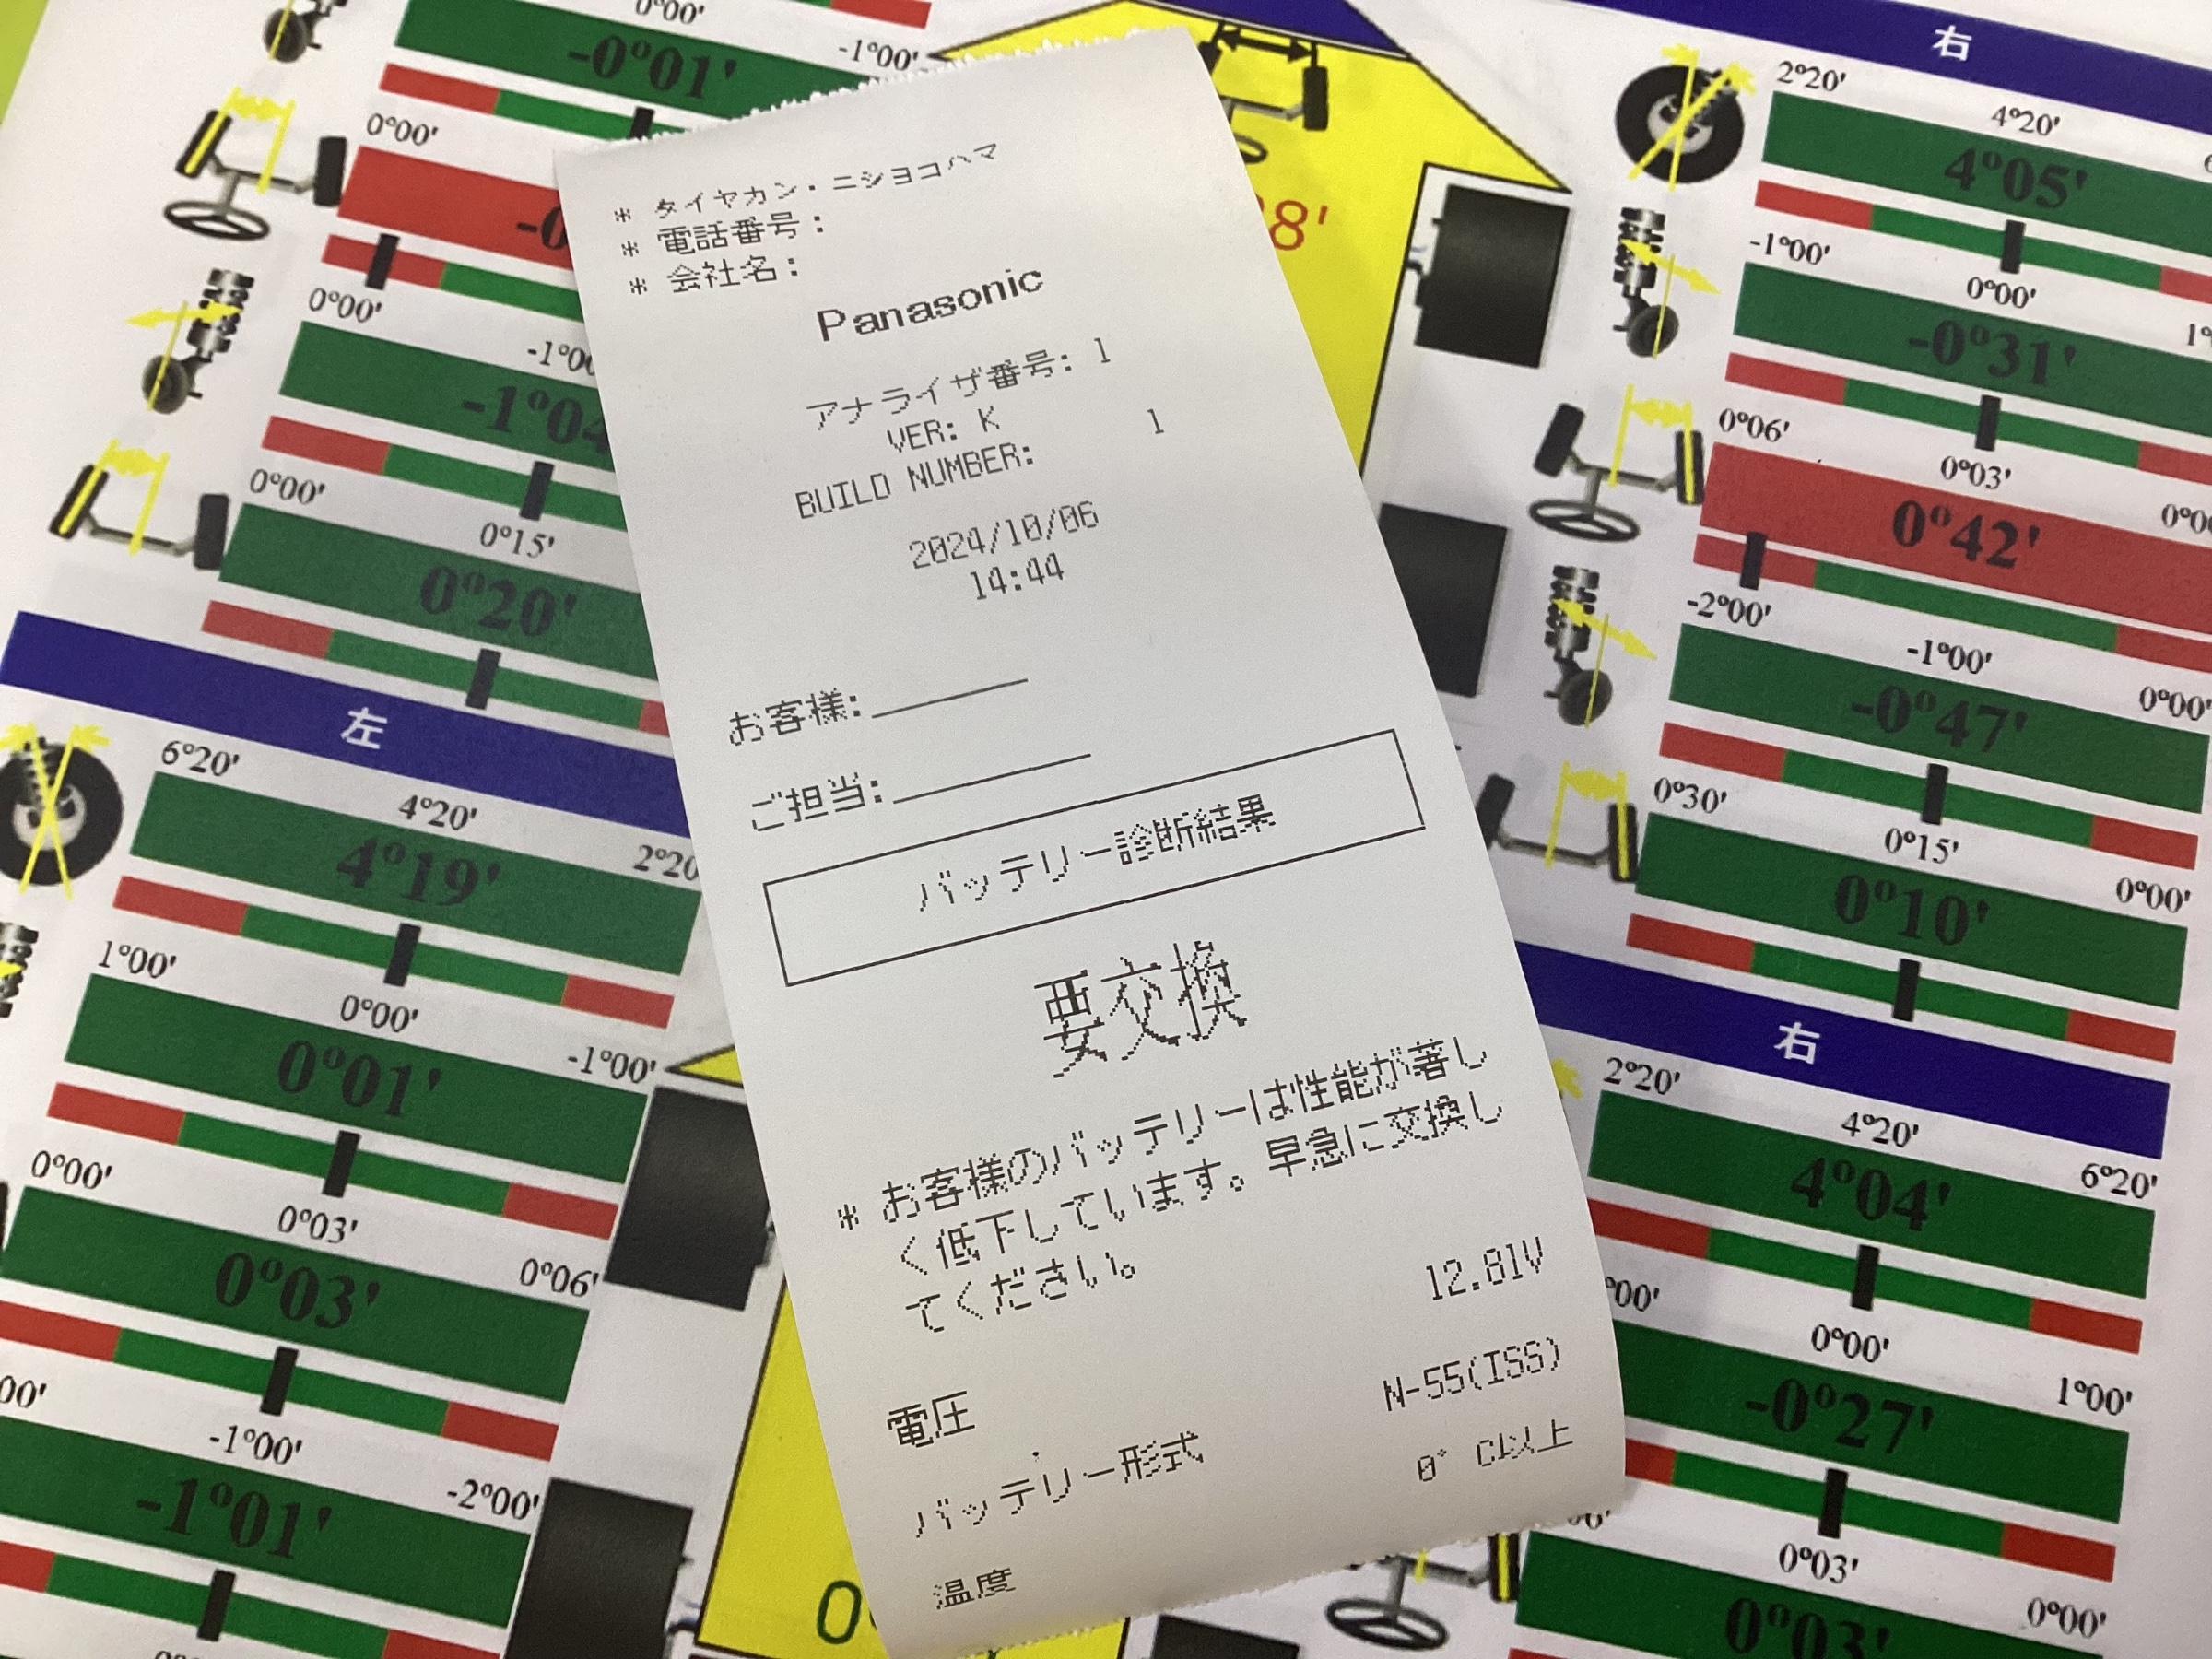 * タイヤカン・ニシヨコハマ
* 電話番号:
* 会社名:
Panasonic
アナライザ番号: 1
VER: K
BUILD NUMBER: 1
2024/10/06
14:44
お客様:
ご担当:
バッテリー診断結果
要交換
* お客様のバッテリーは性能が著し
く低下しています。早急に交換し
てください。
電圧 12.81V
バッテリー形式 N-55(ISS)
温度 0° C以上
0°00'
-1°00'
-0°01'
0°00'
0°00'
-1°04
0°00'
0°15'
0°20'
左
6°20'
4°20'
2°20
4°19'
1°00'
0°00'
-1°00'
0°01'
0°00'
0°03'
0°06'
0°03'
-1°00'
-2°00'
-1°01'
8'
右
2°20'
4°20'
4°05'
-1°00'
0°00'
-0°31'
0°06'
0°03'
0°42'
-2°00'
-1°00'
0°00'
-0°47'
0°30'
0°15'
0°00'
0°10'
右
2°20'
4°20'
6°20'
4°04'
0°00'
1°00'
-0°27'
0°03'
0°00'
0°03'